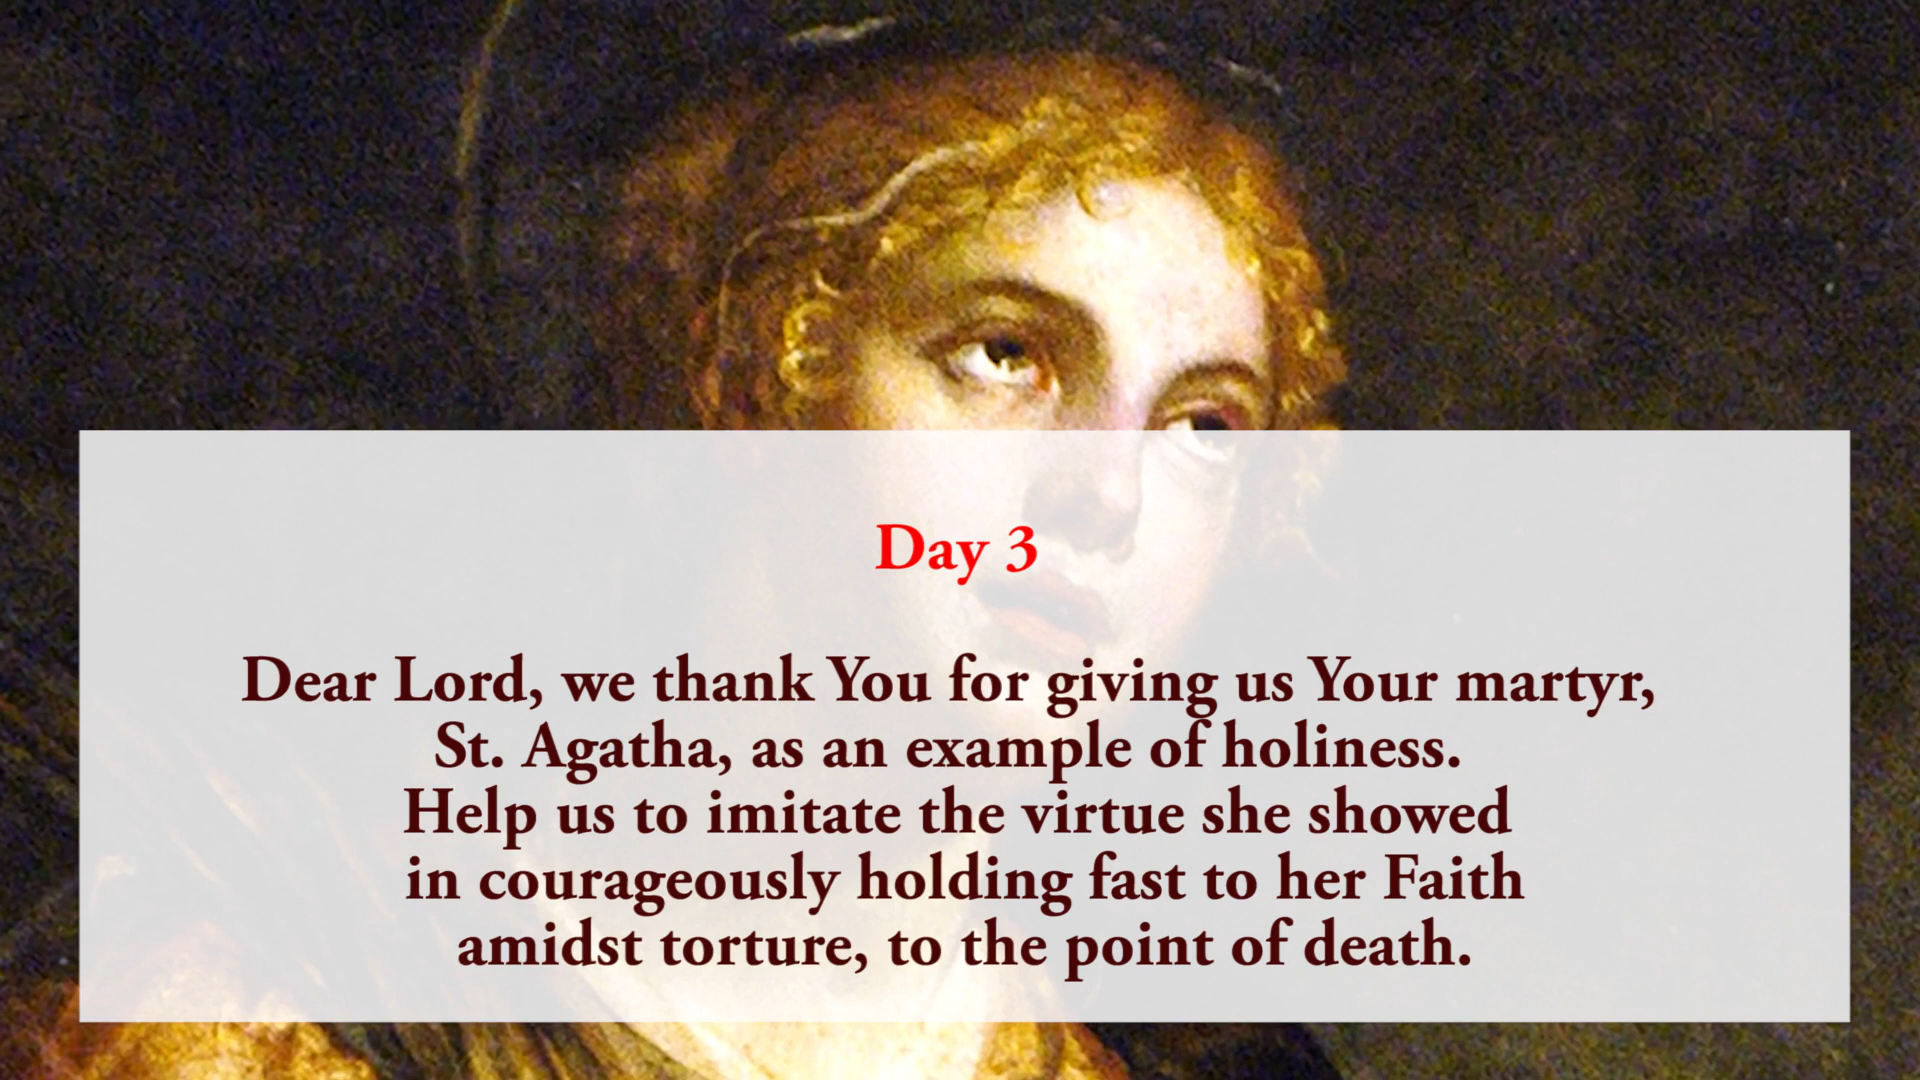 Day 3
Dear Lord, we thank You for giving us Your martyr,
St. Agatha, as an example of holiness.
Help us to imitate the virtue she showed
in courageously holding fast to her Faith
amidst torture, to the point of death.